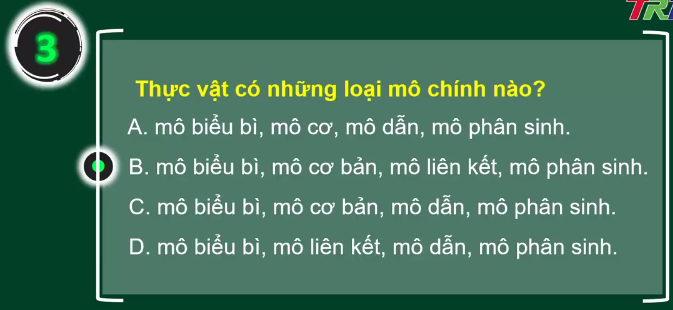 3
Thực vật có những loại mô chính nào?
A. mô biểu bì, mô cơ, mô dẫn, mô phân sinh.
B. mô biểu bì, mô cơ bản, mô liên kết, mô phân sinh.
C. mô biểu bì, mô cơ bản, mô dẫn, mô phân sinh.
D. mô biểu bì, mô liên kết, mô dẫn, mô phân sinh.